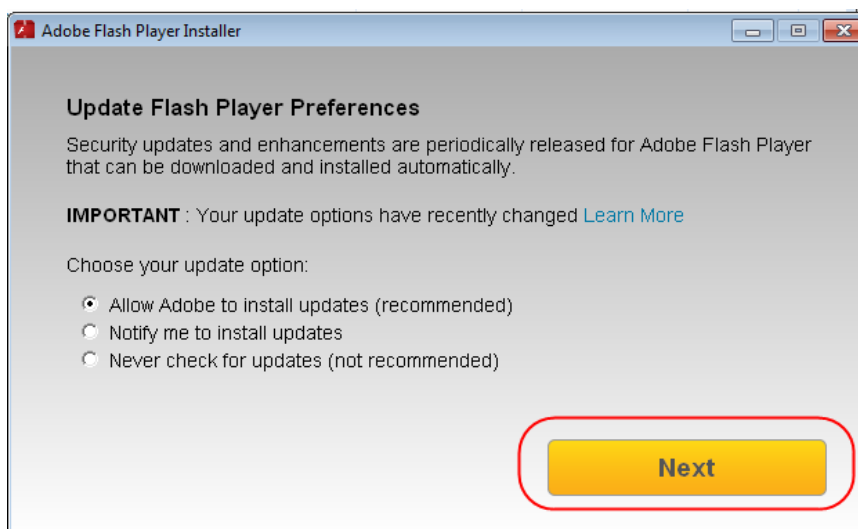 Adobe Flash Player Installer
Update Flash Player Preferences
Security updates and enhancements are periodically released for Adobe Flash Player
that can be downloaded and installed automatically.
IMPORTANT : Your update options have recently changed Learn More
Choose your update option:
Allow Adobe to install updates (recommended)
Notify me to install updates
Never check for updates (not recommended)
Next